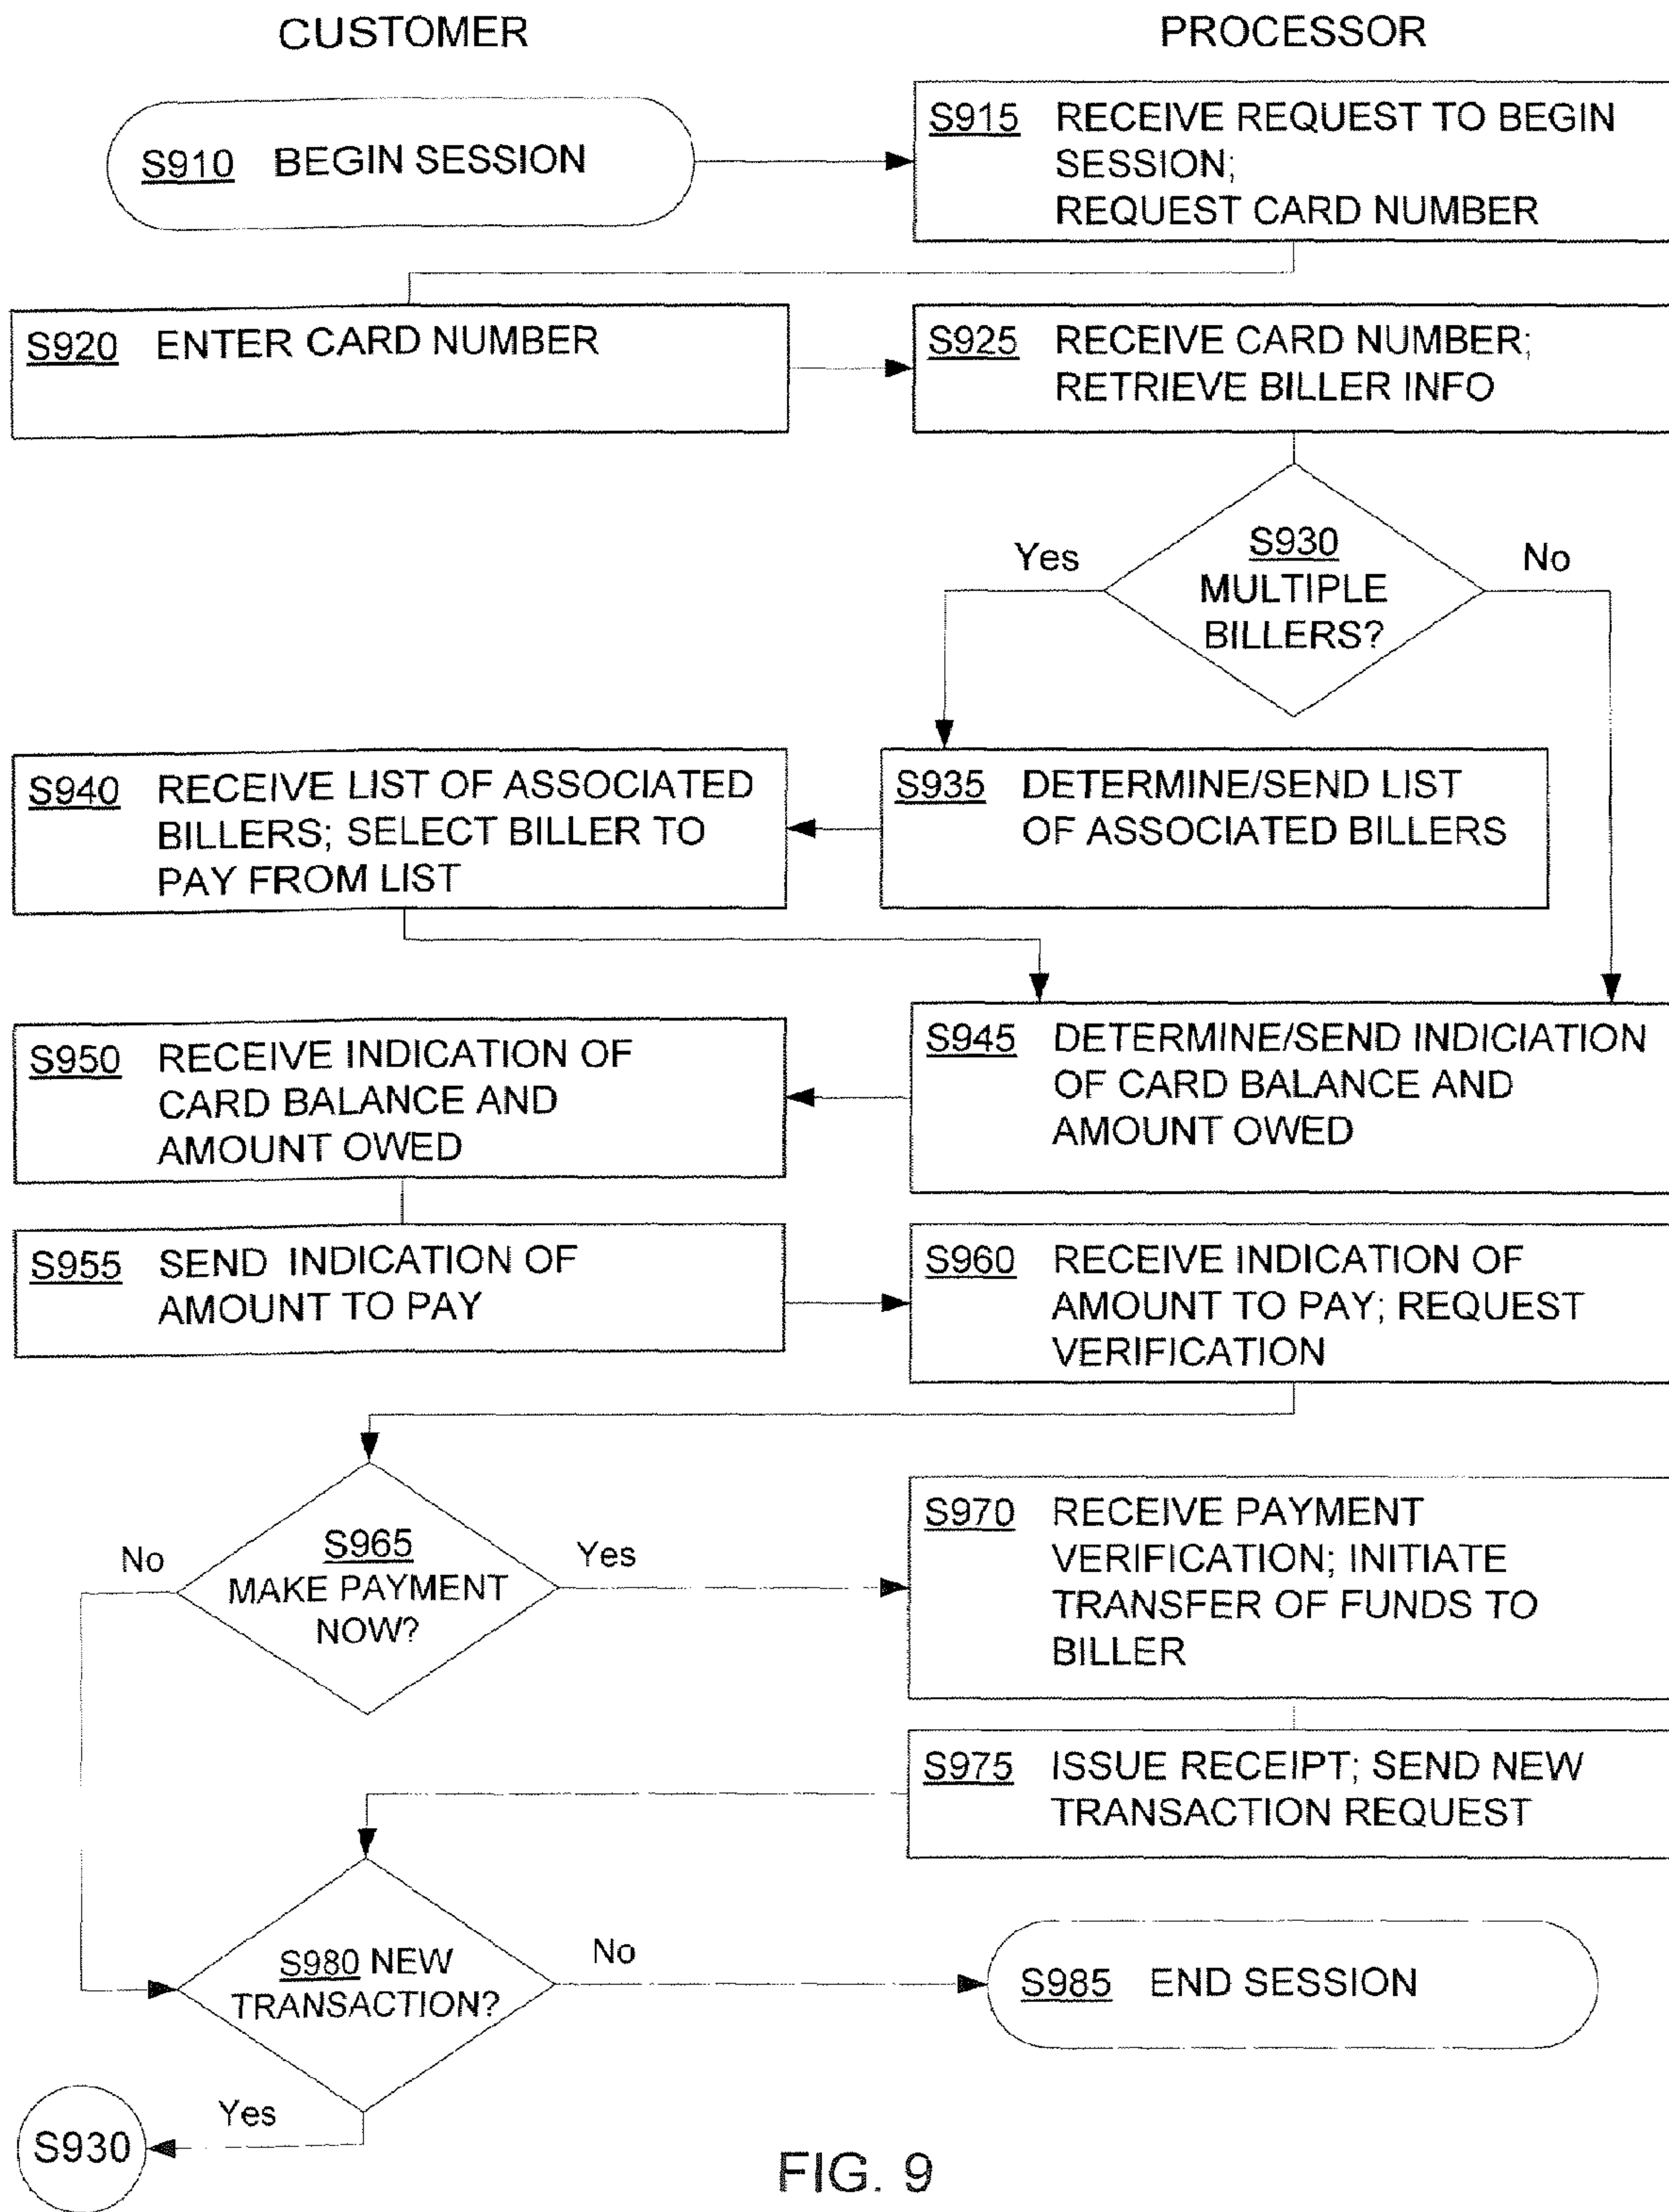 CUSTOMER
PROCESSOR
S910 BEGIN SESSION
S915 RECEIVE REQUEST TO BEGIN
SESSION;
REQUEST CARD NUMBER
S920 ENTER CARD NUMBER
S925 RECEIVE CARD NUMBER;
RETRIEVE BILLER INFO
S930
MULTIPLE
BILLERS?
Yes
No
S935 DETERMINE/SEND LIST
OF ASSOCIATED BILLERS
S940 RECEIVE LIST OF ASSOCIATED
BILLERS; SELECT BILLER TO
PAY FROM LIST
S945 DETERMINE/SEND INDICIATION
OF CARD BALANCE AND
AMOUNT OWED
S950 RECEIVE INDICATION OF
CARD BALANCE AND
AMOUNT OWED
S955 SEND INDICATION OF
AMOUNT TO PAY
S960 RECEIVE INDICATION OF
AMOUNT TO PAY; REQUEST
VERIFICATION
S965
MAKE PAYMENT
NOW?
No
Yes
S970 RECEIVE PAYMENT
VERIFICATION; INITIATE
TRANSFER OF FUNDS TO
BILLER
S975 ISSUE RECEIPT; SEND NEW
TRANSACTION REQUEST
S980 NEW
TRANSACTION?
No
S985 END SESSION
Yes
S930
FIG. 9